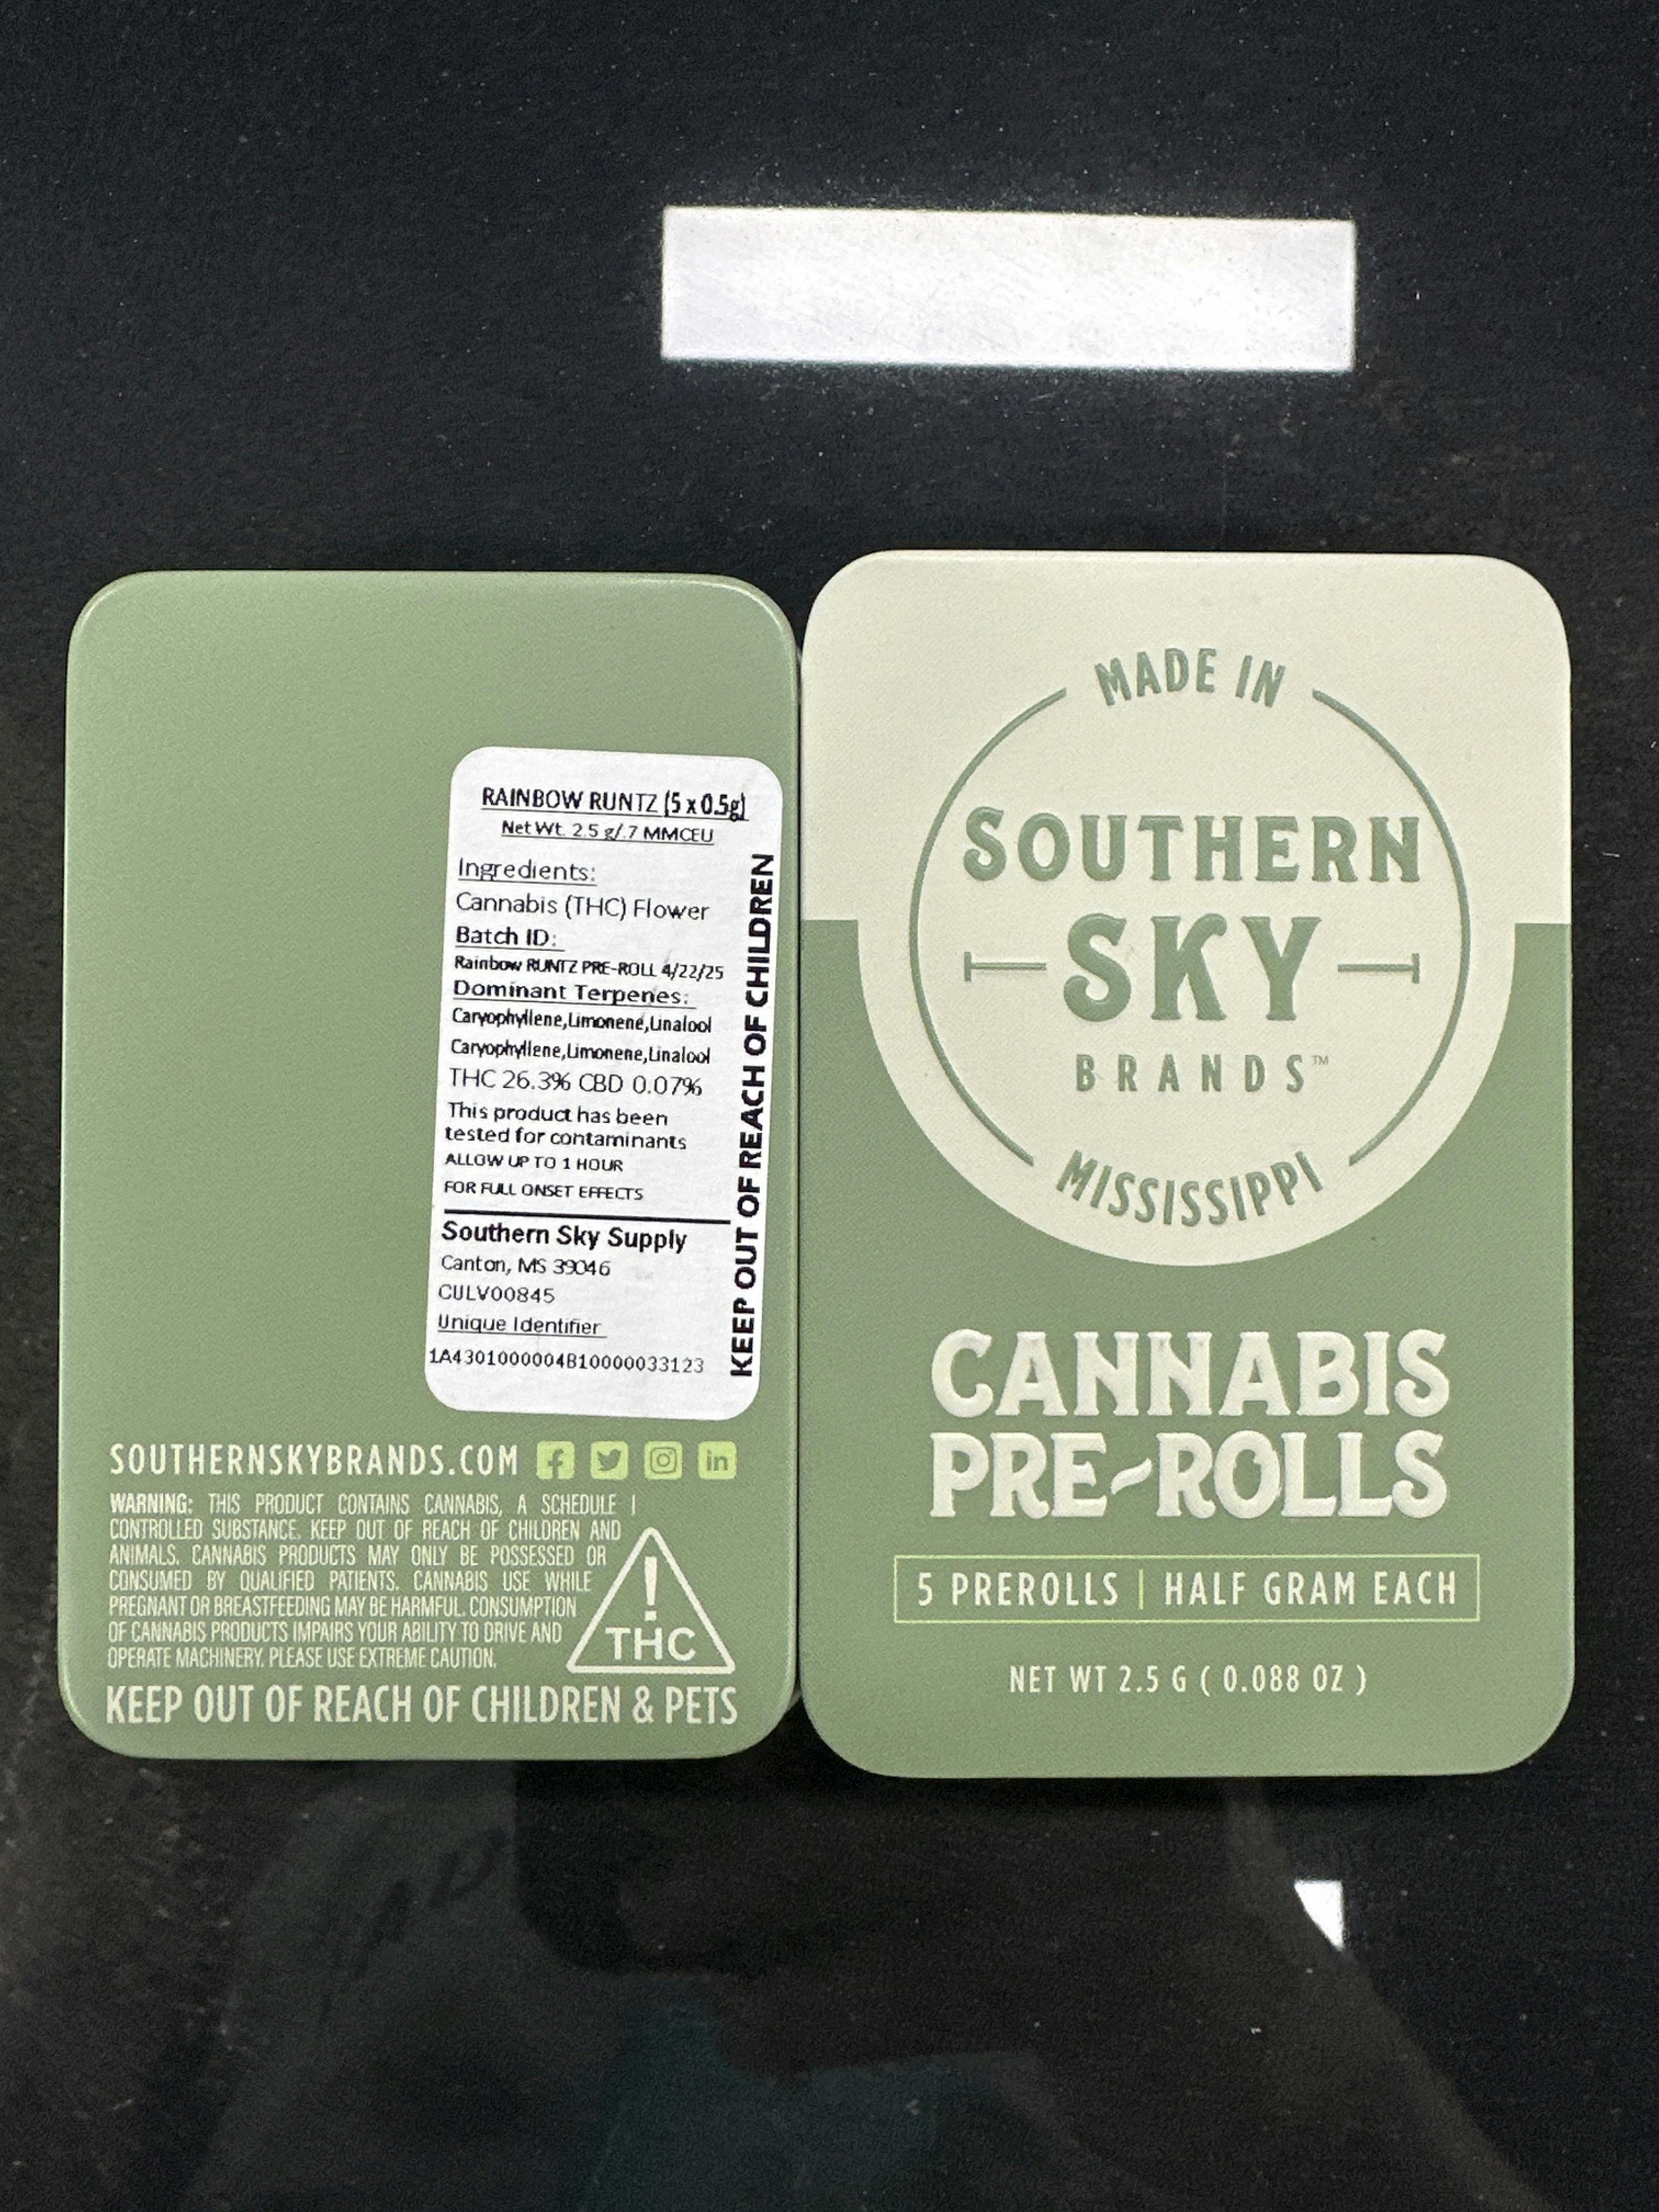 RAINBOW RUNTZ (5 x 0.5g)
Net Wt. 2.5 g/.7 MMCEU
Ingredients:
Cannabis (THC) Flower
Batch ID:
Rainbow RUNTZ PRE-ROLL 4/22/25
Dominant Terpenes:
Caryophyllene,Limonene,Linalool
Caryophyllene,Limonene,Linalool
THC 26.3% CBD 0.07%
This product has been
tested for contaminants
ALLOW UP TO 1 HOUR
FOR FULL ONSET EFFECTS
Southern Sky Supply
Canton, MS 39046
CULV00845
Unique Identifier
1A4301000004B10000033123
KEEP OUT OF REACH OF CHILDREN
SOUTHERNSKYBRANDS.COM
WARNING: THIS PRODUCT CONTAINS CANNABIS, A SCHEDULE I
CONTROLLED SUBSTANCE. KEEP OUT OF REACH OF CHILDREN AND
ANIMALS. CANNABIS PRODUCTS MAY ONLY BE POSSESSED OR
CONSUMED BY QUALIFIED PATIENTS. CANNABIS USE WHILE
PREGNANT OR BREASTFEEDING MAY BE HARMFUL. CONSUMPTION
OF CANNABIS PRODUCTS IMPAIRS YOUR ABILITY TO DRIVE AND
OPERATE MACHINERY. PLEASE USE EXTREME CAUTION.
!
THC
KEEP OUT OF REACH OF CHILDREN & PETS
MADE IN
SOUTHERN
SKY
BRANDS™
MISSISSIPPI
CANNABIS
PRE-ROLLS
5 PREROLLS | HALF GRAM EACH
NET WT 2.5 G ( 0.088 OZ )